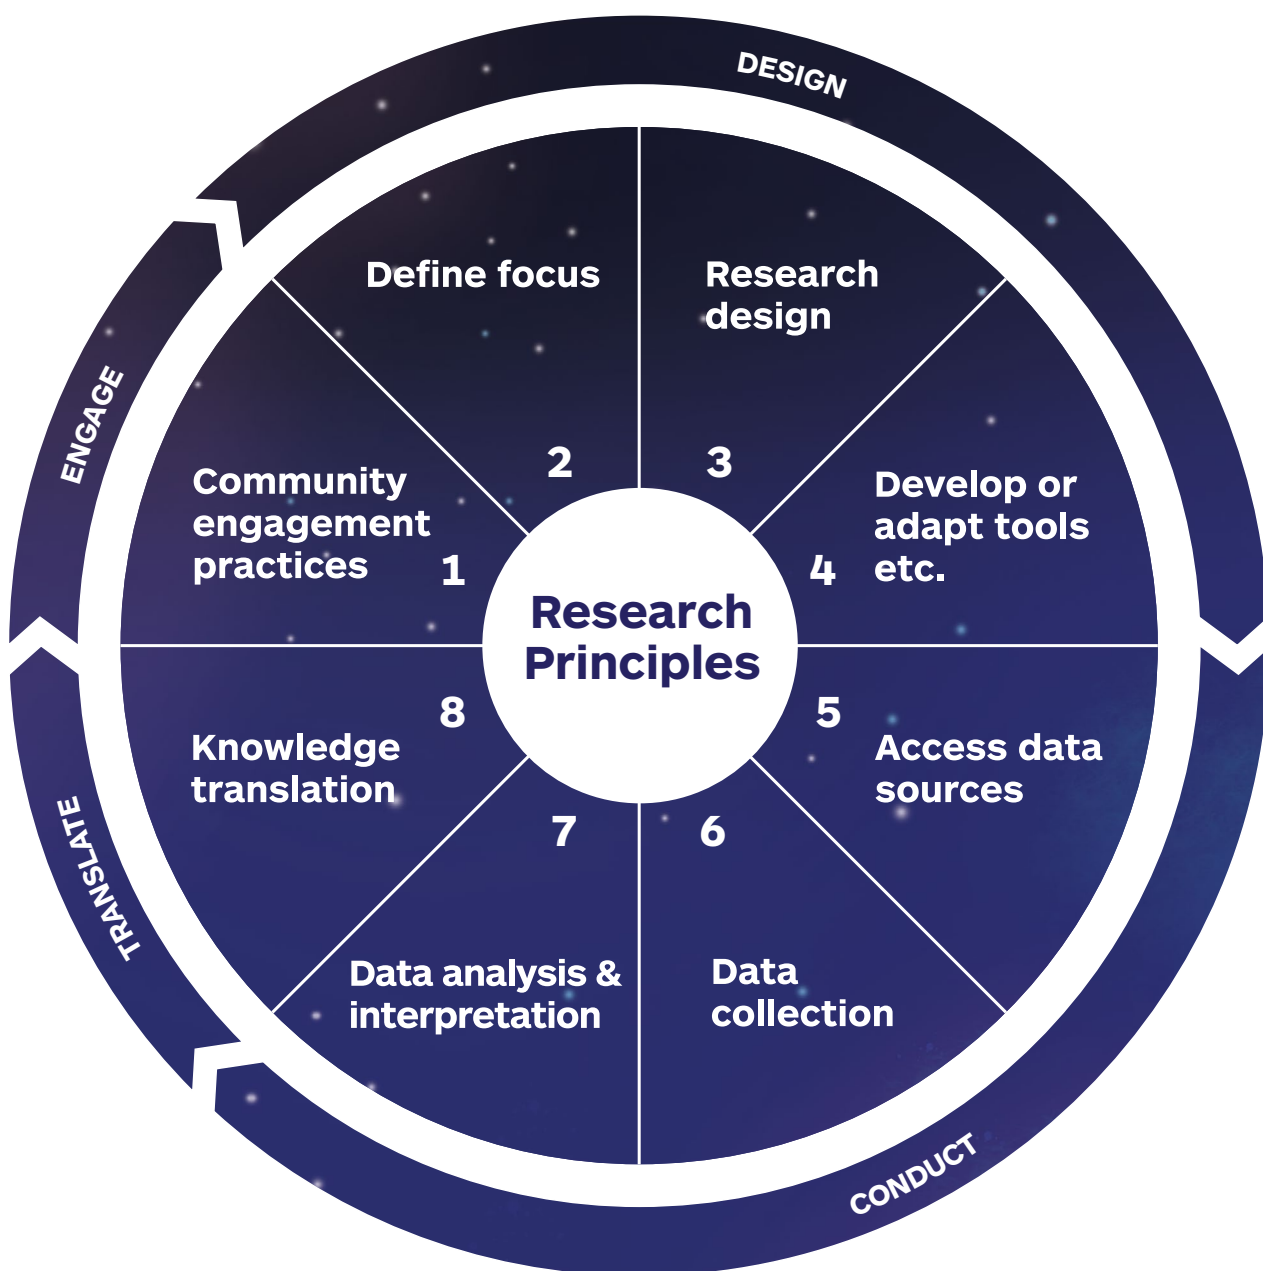 DESIGN
ENGAGE
Define focus
2
Research
design
3
Community
engagement
practices
1
Develop or
adapt tools
etc.
4
Research
Principles
8
Knowledge
translation
5
Access data
sources
7
Data analysis &
interpretation
6
Data
collection
TRANSLATE
CONDUCT